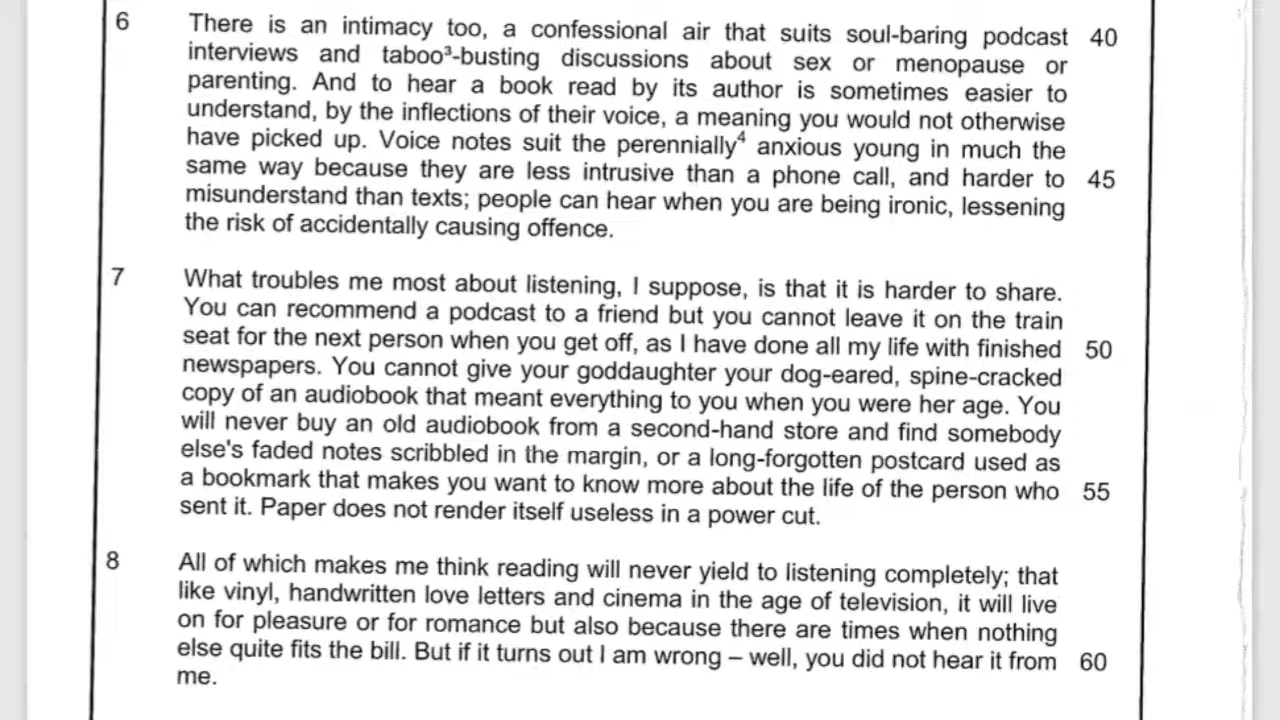 6 There is an intimacy too, a confessional air that suits soul-baring podcast 40
interviews and taboo³-busting discussions about sex or menopause or
parenting. And to hear a book read by its author is sometimes easier to
understand, by the inflections of their voice, a meaning you would not otherwise
have picked up. Voice notes suit the perennially⁴ anxious young in much the
same way because they are less intrusive than a phone call, and harder to 45
misunderstand than texts; people can hear when you are being ironic, lessening
the risk of accidentally causing offence.
7 What troubles me most about listening, I suppose, is that it is harder to share.
You can recommend a podcast to a friend but you cannot leave it on the train
seat for the next person when you get off, as I have done all my life with finished 50
newspapers. You cannot give your goddaughter your dog-eared, spine-cracked
copy of an audiobook that meant everything to you when you were her age. You
will never buy an old audiobook from a second-hand store and find somebody
else's faded notes scribbled in the margin, or a long-forgotten postcard used as
a bookmark that makes you want to know more about the life of the person who 55
sent it. Paper does not render itself useless in a power cut.
8 All of which makes me think reading will never yield to listening completely; that
like vinyl, handwritten love letters and cinema in the age of television, it will live
on for pleasure or for romance but also because there are times when nothing
else quite fits the bill. But if it turns out I am wrong – well, you did not hear it from 60
me.